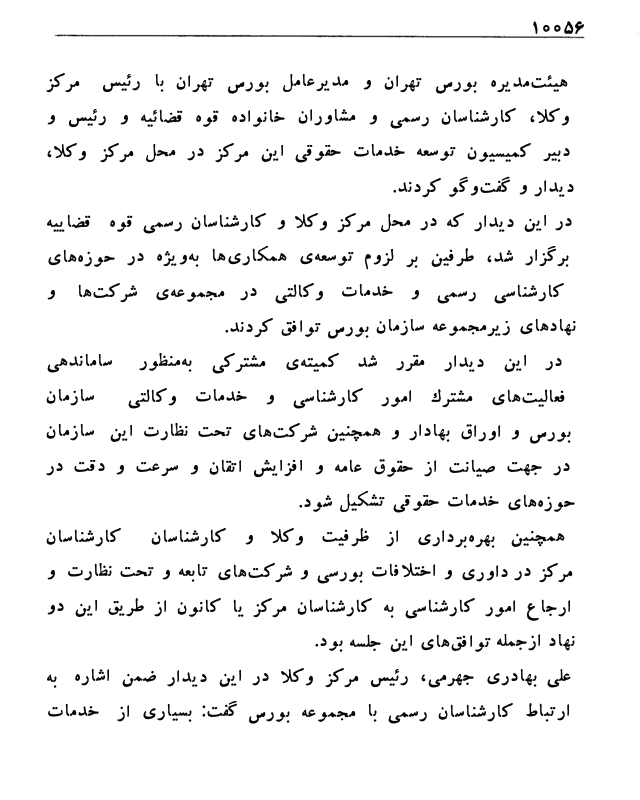 ۱۰۰۵۶
هیئت‌مدیره بورس تهران و مدیرعامل بورس تهران با رئیس مرکز
وکلا، کارشناسان رسمی و مشاوران خانواده قوه قضائیه و رئیس و
دبیر کمیسیون توسعه خدمات حقوقی این مرکز در محل مرکز وکلا،
دیدار و گفت‌وگو کردند.
در این دیدار که در محل مرکز وکلا و کارشناسان رسمی قوه قضاییه
برگزار شد، طرفین بر لزوم توسعه‌ی همکاری‌ها به‌ویژه در حوزه‌های
کارشناسی رسمی و خدمات وکالتی در مجموعه‌ی شرکت‌ها و
نهادهای زیرمجموعه سازمان بورس توافق کردند.
در این دیدار مقرر شد کمیته‌ی مشترکی به‌منظور ساماندهی
فعالیت‌های مشترك امور کارشناسی و خدمات وکالتی سازمان
بورس و اوراق بهادار و همچنین شرکت‌های تحت نظارت این سازمان
در جهت صیانت از حقوق عامه و افزایش اتقان و سرعت و دقت در
حوزه‌های خدمات حقوقی تشکیل شود.
همچنین بهره‌برداری از ظرفیت وکلا و کارشناسان کارشناسان
مرکز در داوری و اختلافات بورسی و شرکت‌های تابعه و تحت نظارت و
ارجاع امور کارشناسی به کارشناسان مرکز یا کانون از طریق این دو
نهاد ازجمله توافق‌های این جلسه بود.
علی بهادری جهرمی، رئیس مرکز وکلا در این دیدار ضمن اشاره به
ارتباط کارشناسان رسمی با مجموعه بورس گفت: بسیاری از خدمات